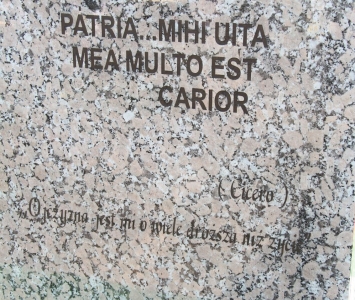 PATRIA...MIHI UITA
MEA MULTO EST
CARIOR
( Cicero )
„Ojczyzna jest mi o wiele droższa niż życie"